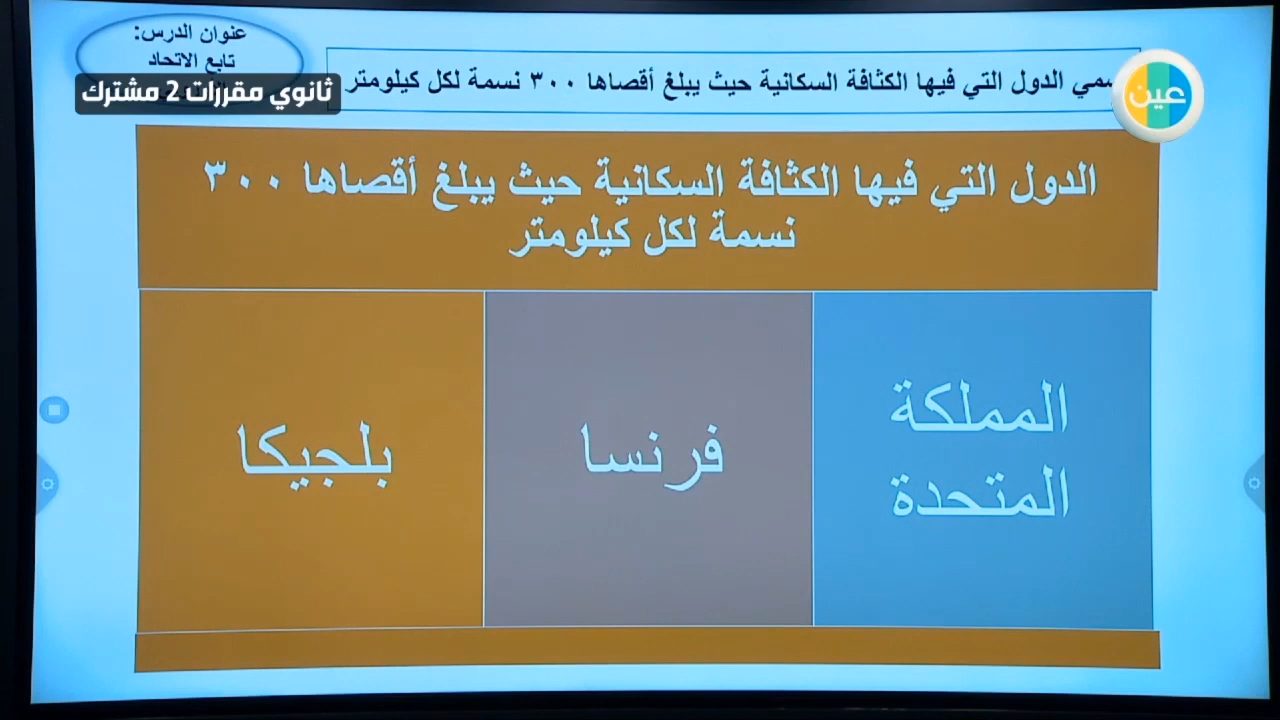 عنوان الدرس:
تابع الاتحاد
ثانوي مقررات 2 مشترك
الدول التي فيها الكثافة السكانية حيث يبلغ أقصاها ٣٠٠ نسمة لكل كيلومتر
عين
الدول التي فيها الكثافة السكانية حيث يبلغ أقصاها ٣٠٠
نسمة لكل كيلومتر
المملكة
المتحدة
فرنسا
بلجيكا